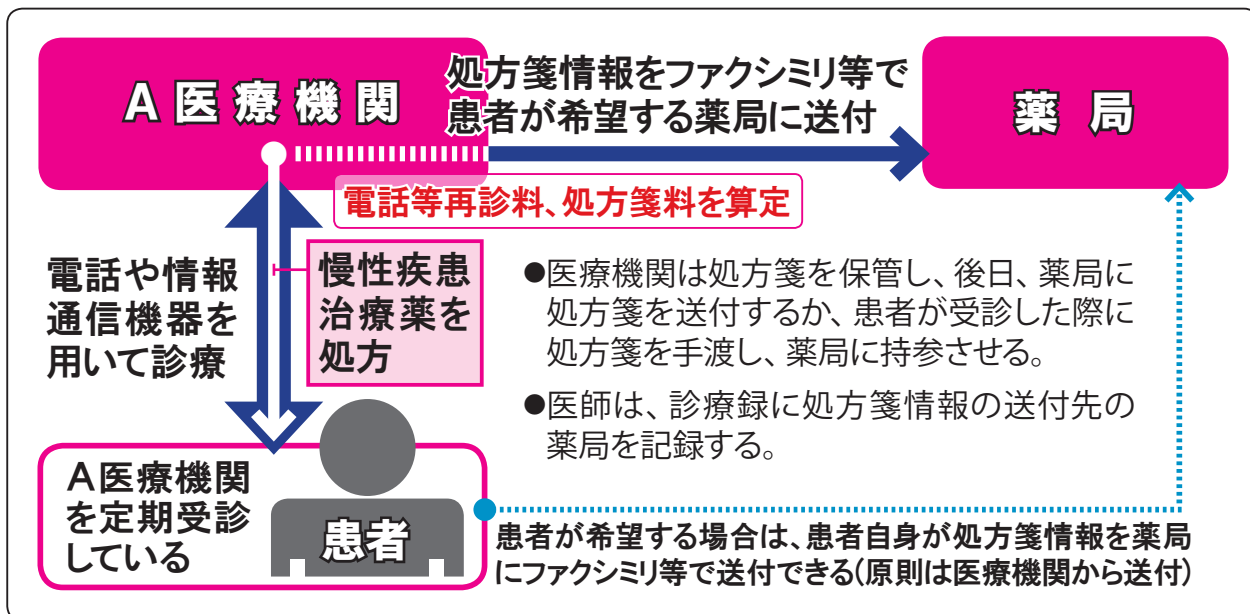 A医療機関
処方箋情報をファクシミリ等で
患者が希望する薬局に送付
薬局
電話等再診料、処方箋料を算定
電話や情報
通信機器を
用いて診療
慢性疾患
治療薬を
処方
●医療機関は処方箋を保管し、後日、薬局に
処方箋を送付するか、患者が受診した際に
処方箋を手渡し、薬局に持参させる。
●医師は、診療録に処方箋情報の送付先の
薬局を記録する。
A医療機関
を定期受診
している
患者
患者が希望する場合は、患者自身が処方箋情報を薬局
にファクシミリ等で送付できる(原則は医療機関から送付)